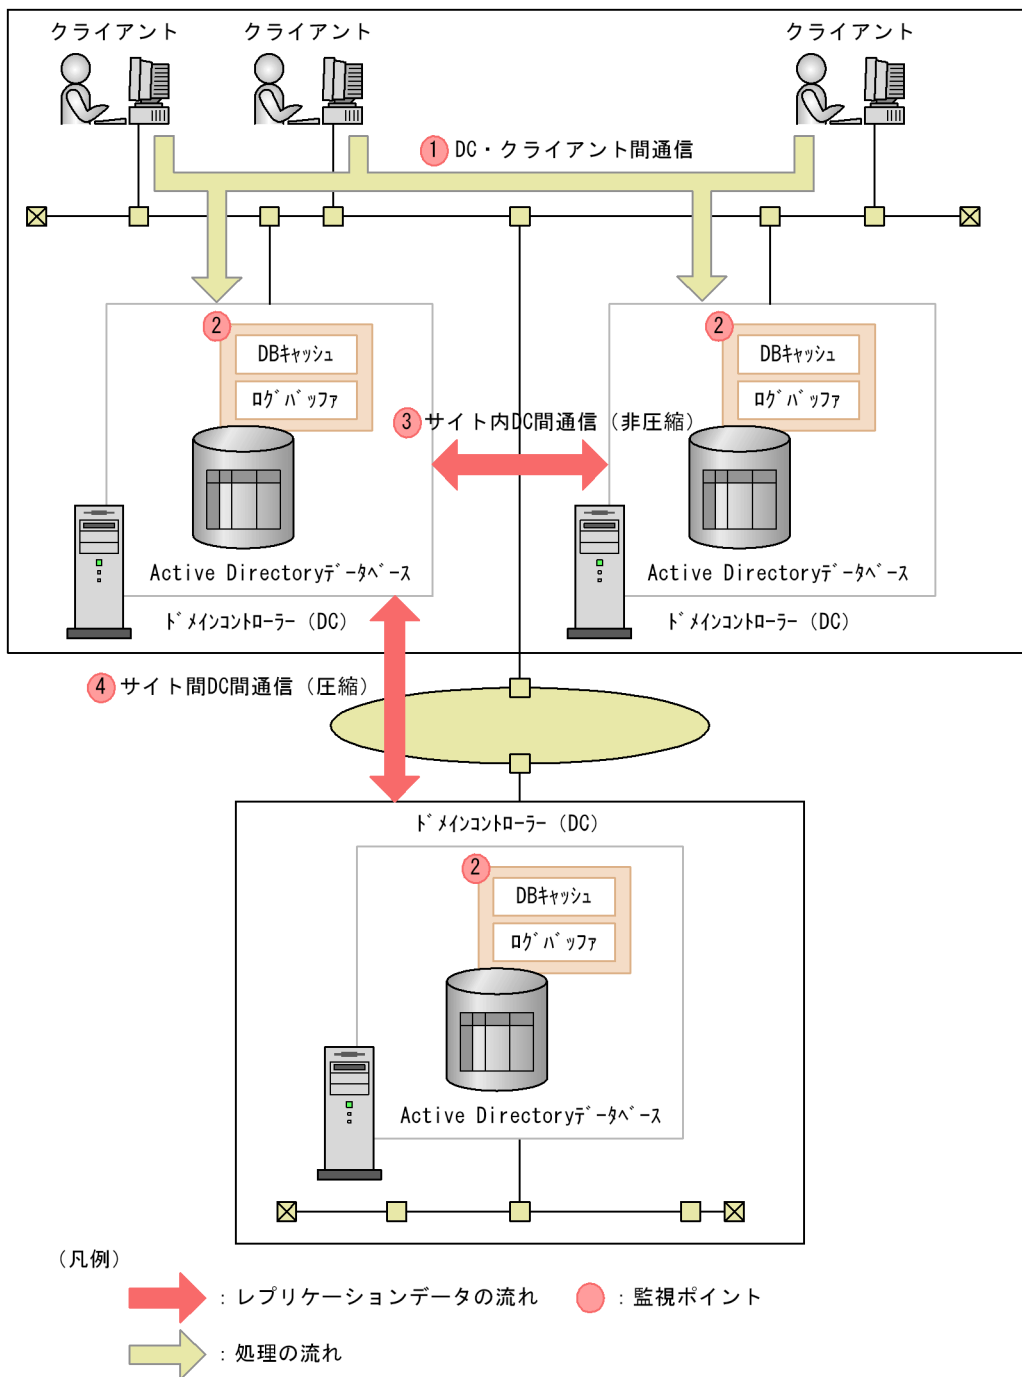 クライアント
クライアント
クライアント
1 DC・クライアント間通信
2
DBキャッシュ
ログバッファ
2
DBキャッシュ
ログバッファ
3 サイト内DC間通信（非圧縮）
Active Directoryデータベース
Active Directoryデータベース
ドメインコントローラー（DC）
ドメインコントローラー（DC）
4 サイト間DC間通信（圧縮）
ドメインコントローラー（DC）
2
DBキャッシュ
ログバッファ
Active Directoryデータベース
（凡例）
：レプリケーションデータの流れ
：監視ポイント
：処理の流れ